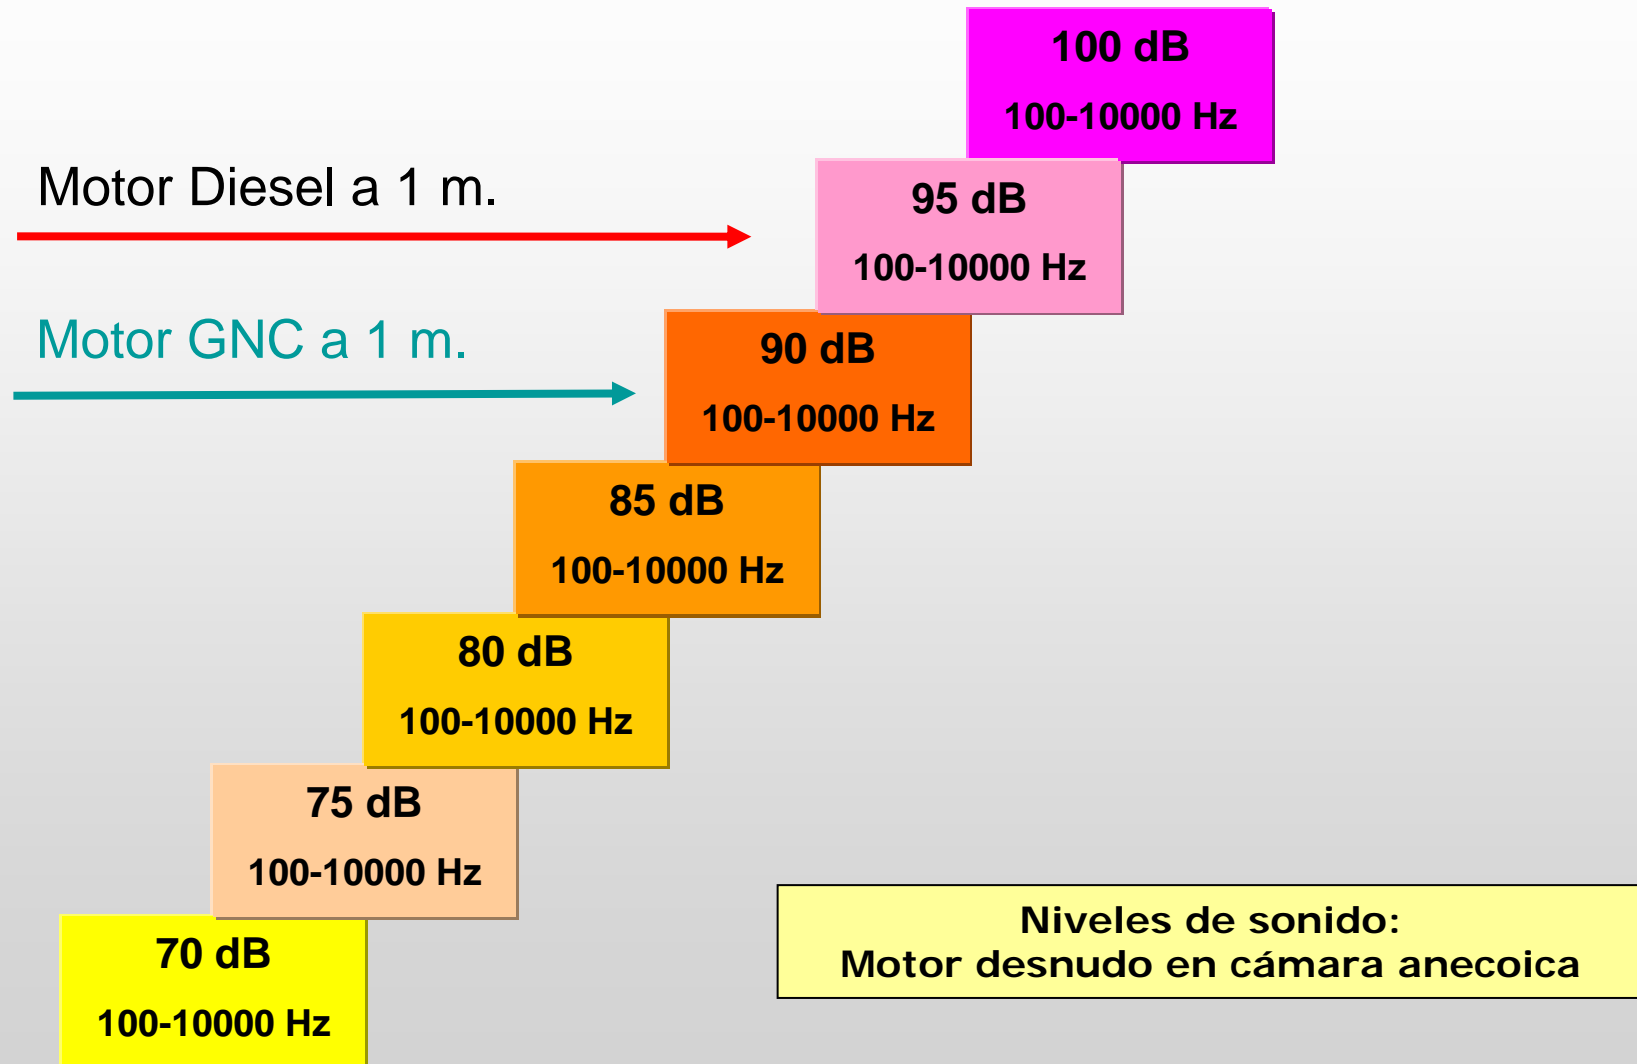 100 dB
100-10000 Hz
Motor Diesel a 1 m.
95 dB
100-10000 Hz
Motor GNC a 1 m.
90 dB
100-10000 Hz
85 dB
100-10000 Hz
80 dB
100-10000 Hz
75 dB
100-10000 Hz
70 dB
100-10000 Hz
Niveles de sonido:
Motor desnudo en cámara anecoica